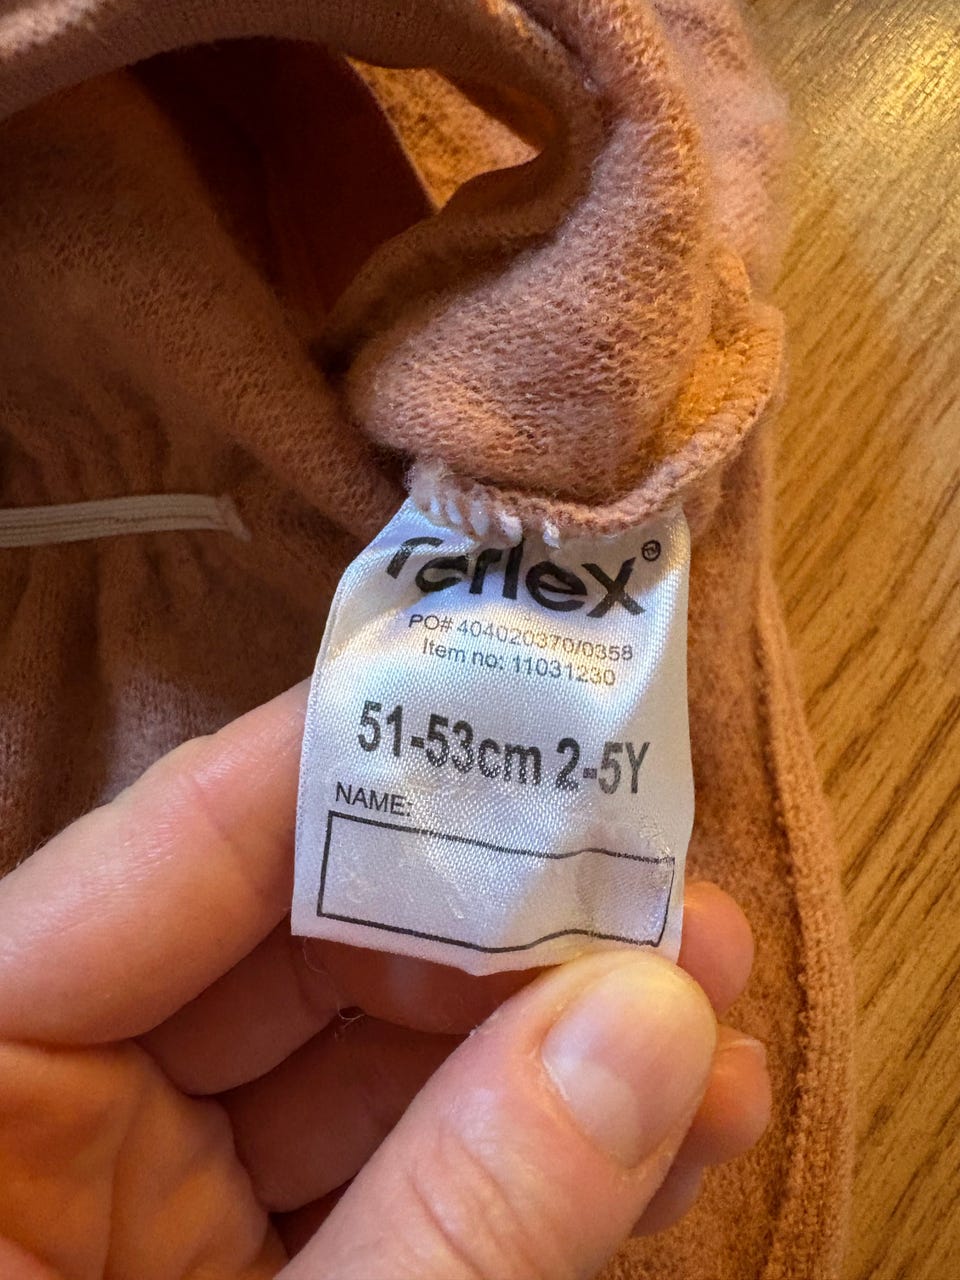 reflex®
PO# 404020370/0358
Item no: 11031230
51-53cm 2-5Y
NAME: